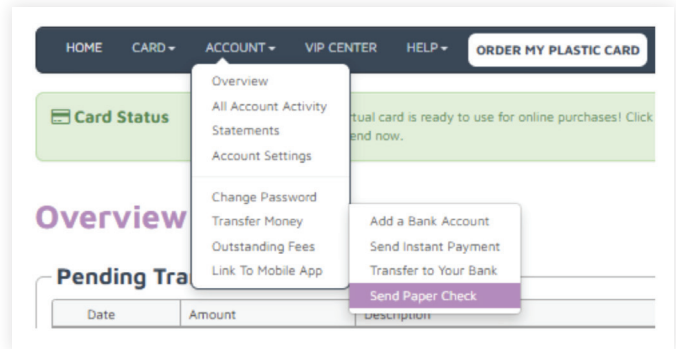 HOME CARD ACCOUNT VIP CENTER HELP ORDER MY PLASTIC CARD
Card Status
Overview
All Account Activity
Statements
Account Settings
Change Password
Transfer Money
Outstanding Fees
Link To Mobile App
card is ready to use for online purchases! Click
now.
Add a Bank Account
Send Instant Payment
Transfer to Your Bank
Send Paper Check
Overview
Pending
Date Amount Description